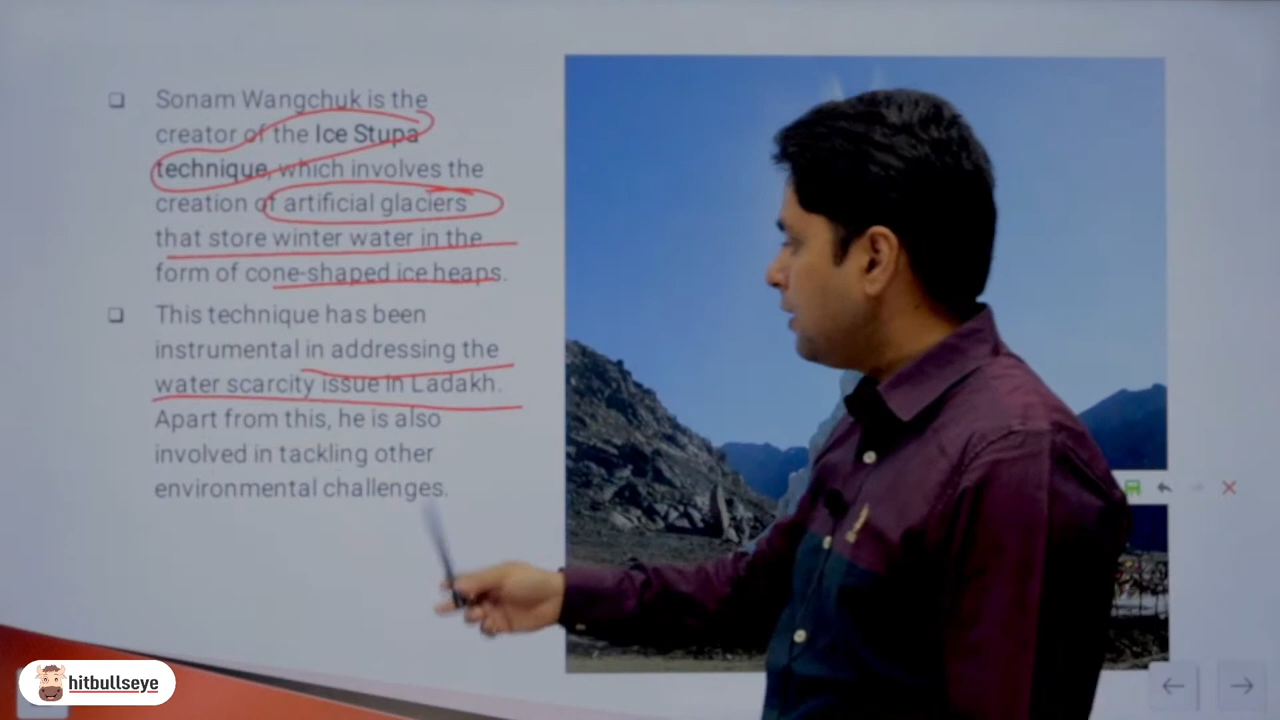 Sonam Wangchuk is the
creator of the Ice Stupa
technique, which involves the
creation of artificial glaciers
that store winter water in the
form of cone-shaped ice heaps.
This technique has been
instrumental in addressing the
water scarcity issue in Ladakh.
Apart from this, he is also
involved in tackling other
environmental challenges.
hitbullseye